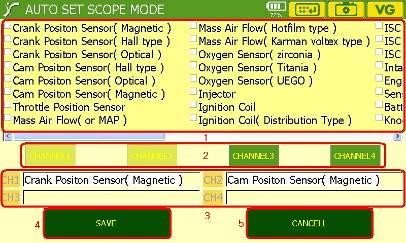 AUTO SET SCOPE MODE 77% VG
Crank Positon Sensor( Magnetic ) Mass Air Flow( Hotfilm type ) ISC
Crank Positon Sensor( Hall type ) Mass Air Flow( Karman voltex type ) ISC
Crank Positon Sensor( Optical ) Oxygen Sensor( zirconia ) ISC
Cam Positon Sensor( Hall type ) Oxygen Sensor( Titania ) Inta
Cam Positon Sensor( Optical ) Oxygen Sensor( UEGO ) Eng
Cam Positon Sensor( Magnetic ) Injector Sens
Throttle Position Sensor Ignition Coil Batt
Mass Air Flow( or MAP ) Ignition Coil( Distribution Type ) Kno
1
CHANNEL1 CHANNEL2 2 CHANNEL3 CHANNEL4
CH1 Crank Positon Sensor( Magnetic ) CH2 Cam Positon Sensor( Magnetic )
CH3 CH4
3
4 SAVE 5 CANCELL